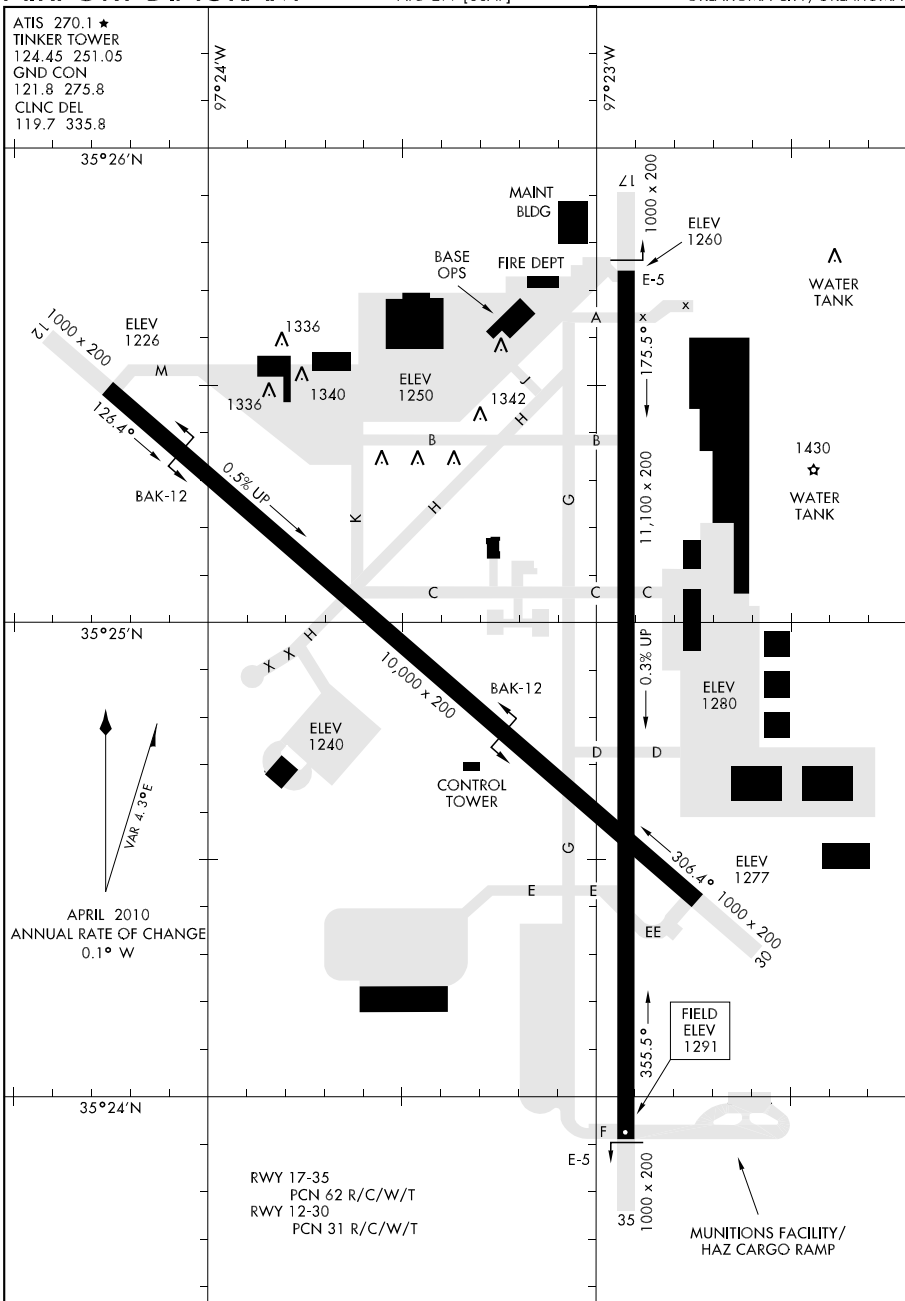 ATIS 270.1 ★
TINKER TOWER
124.45 251.05
GND CON
121.8 275.8
CLNC DEL
119.7 335.8
97°24'W
97°23'W
35°26'N
17
1000 x 200
MAINT
BLDG
ELEV
1260
BASE
OPS
FIRE DEPT
E-5
WATER
TANK
A
x
x
175.5°
12
1000 x 200
ELEV
1226
M
1336
1336
1340
ELEV
1250
J
1342
H
126.4°
BAK-12
0.5% UP
B
B
K
H
G
11,100 x 200
1430
WATER
TANK
C
C
C
35°25'N
X
X
H
10,000 x 200
BAK-12
0.3% UP
ELEV
1280
ELEV
1240
D
D
CONTROL
TOWER
VAR 4.3°E
G
306.4°
ELEV
1277
1000 x 200
30
E
E
EE
APRIL 2010
ANNUAL RATE OF CHANGE
0.1° W
355.5°
FIELD
ELEV
1291
35°24'N
F
E-5
35
1000 x 200
RWY 17-35
PCN 62 R/C/W/T
RWY 12-30
PCN 31 R/C/W/T
MUNITIONS FACILITY/
HAZ CARGO RAMP